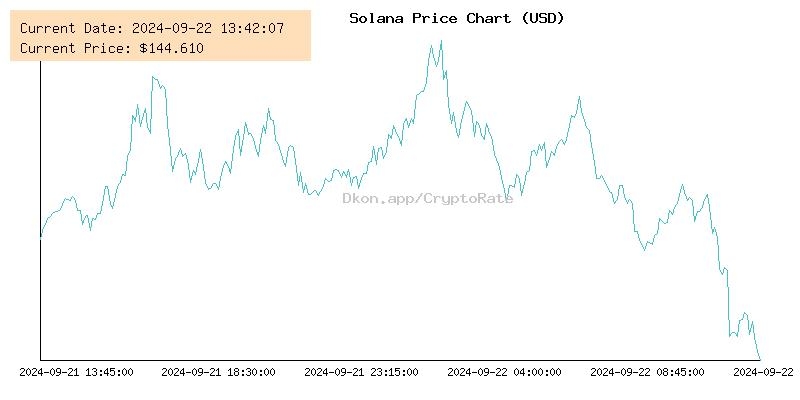 Solana Price Chart (USD)
Current Date: 2024-09-22 13:42:07
Current Price: $144.610
Dkon.app/CryptoRate
2024-09-21 13:45:00
2024-09-21 18:30:00
2024-09-21 23:15:00
2024-09-22 04:00:00
2024-09-22 08:45:00
2024-09-22